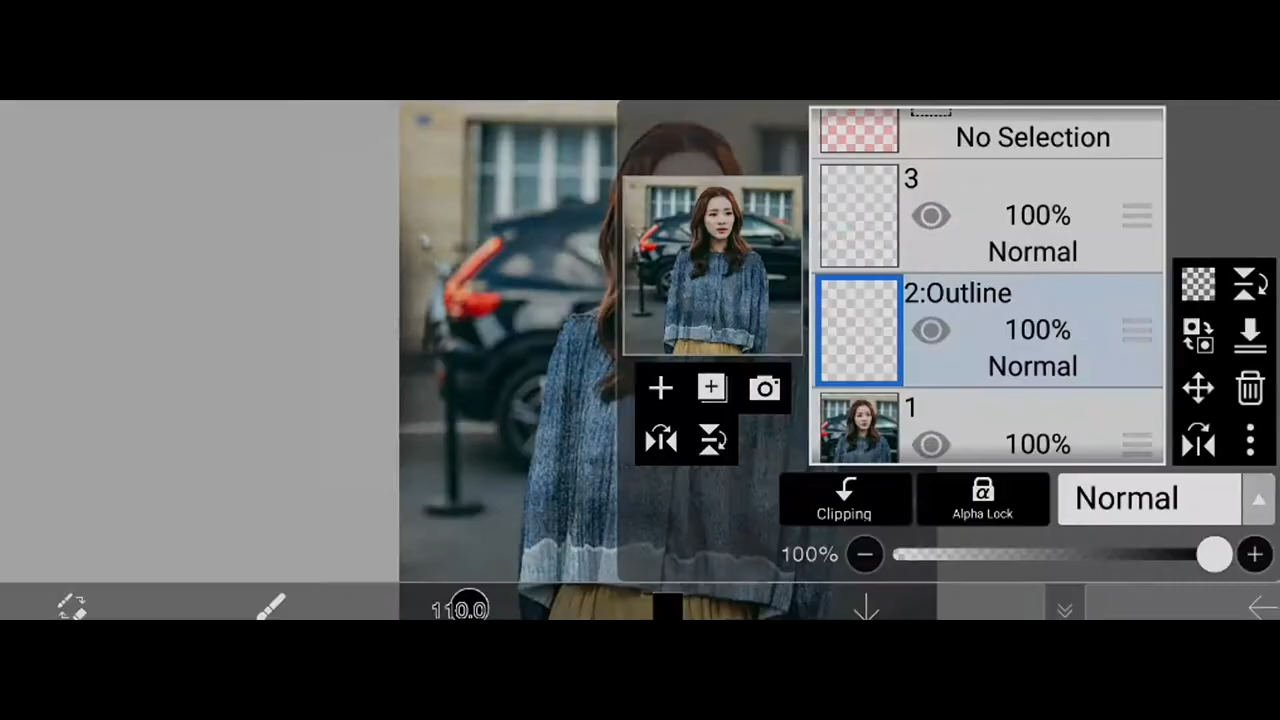 No Selection
3
100%
Normal
2:Outline
100%
Normal
1
100%
Clipping
Alpha Lock
Normal
100%
110.0